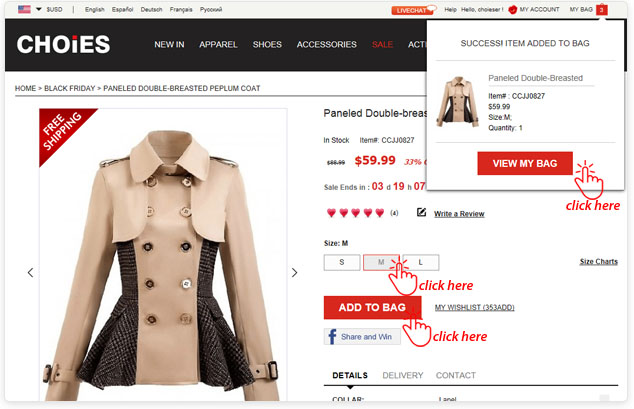 $USD English Español Deutsch Français Русский LIVECHAT Help Hello, choieser ! MY ACCOUNT MY BAG 3
CHOiES
NEW IN APPAREL SHOES ACCESSORIES SALE ACTI
SUCCESS! ITEM ADDED TO BAG
Paneled Double-Breasted
Item# : CCJJ0827
$59.99
Size:M;
Quantity: 1
VIEW MY BAG
click here
HOME > BLACK FRIDAY > PANELED DOUBLE-BREASTED PEPLUM COAT
FREE
SHIPPING
Paneled Double-breas
In Stock Item#: CCJJ0827
$88.99 $59.99 33%
Sale Ends in : 03 d 19 h 07
(4) Write a Review
Size: M
S M L Size Charts
click here
ADD TO BAG MY WISHLIST (353ADD)
click here
f Share and Win
DETAILS DELIVERY CONTACT
COLLAR: Lapel